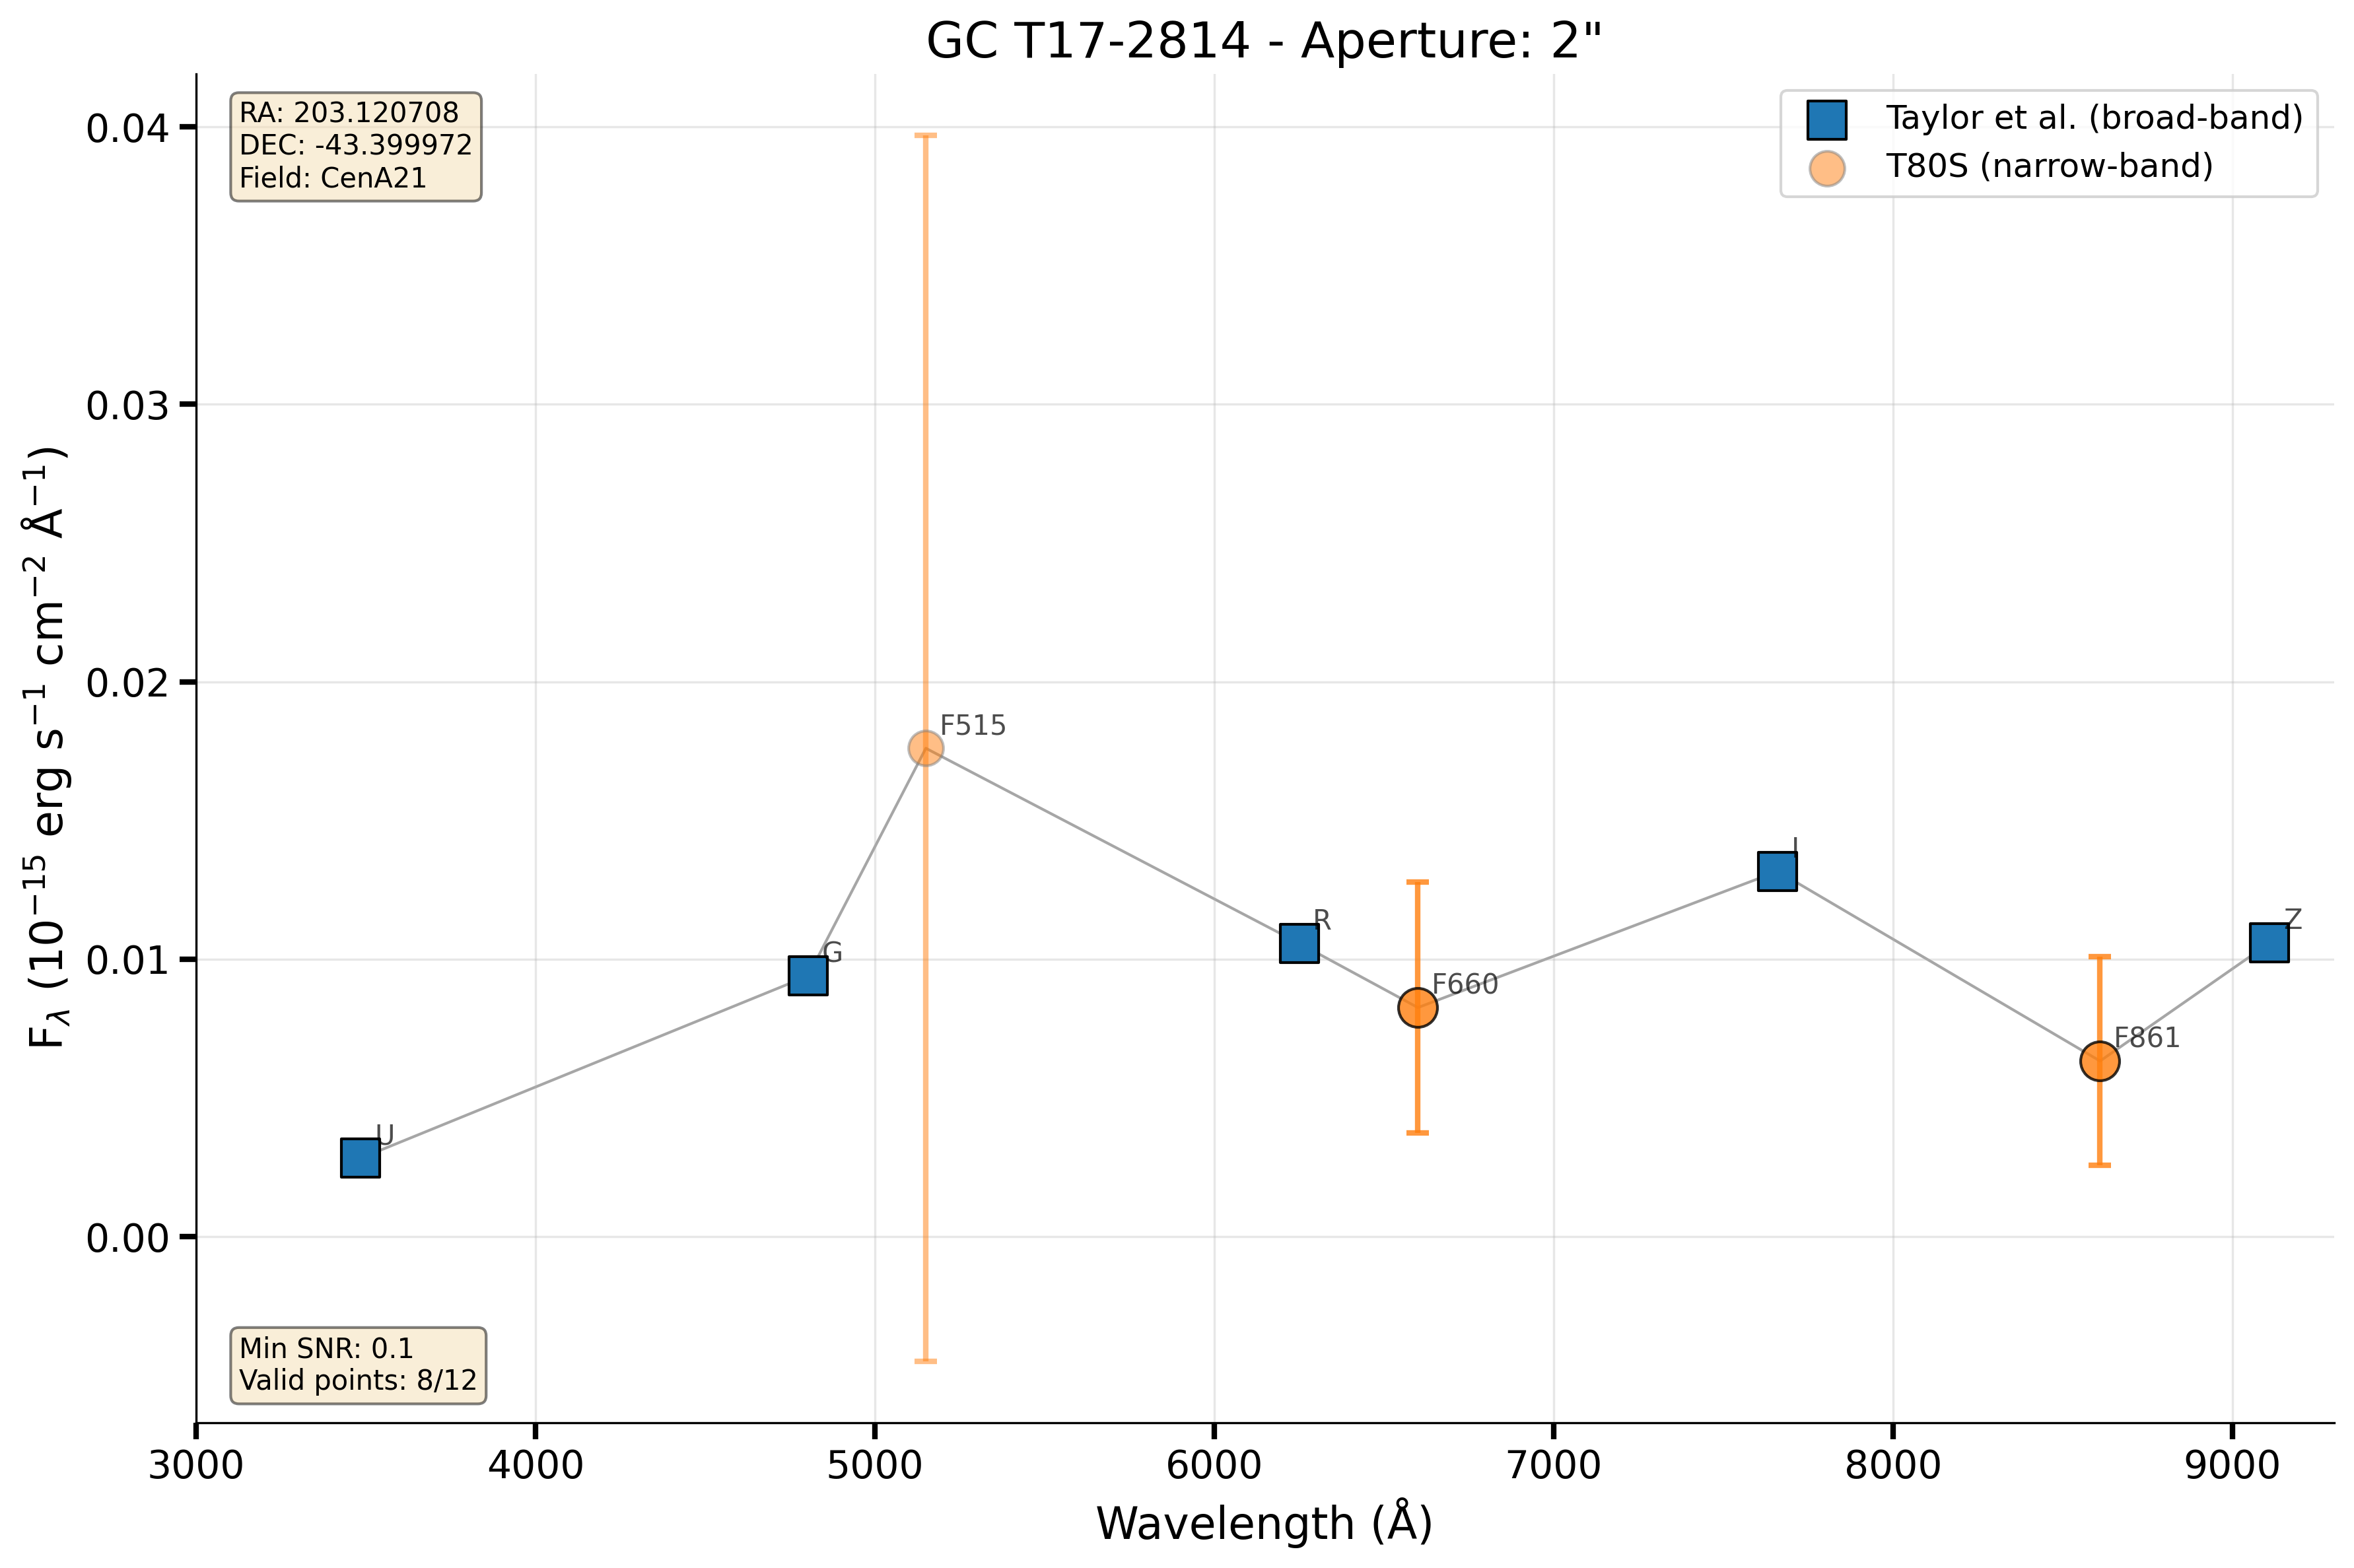 GC T17-2814 - Aperture: 2"
RA: 203.120708
DEC: -43.399972
Field: CenA21
Taylor et al. (broad-band)
T80S (narrow-band)
0.04
0.03
0.02
0.01
0.00
F_λ (10⁻¹⁵ erg s⁻¹ cm⁻² Å⁻¹)
U
G
F515
R
F660
I
F861
Z
Min SNR: 0.1
Valid points: 8/12
3000 4000 5000 6000 7000 8000 9000
Wavelength (Å)